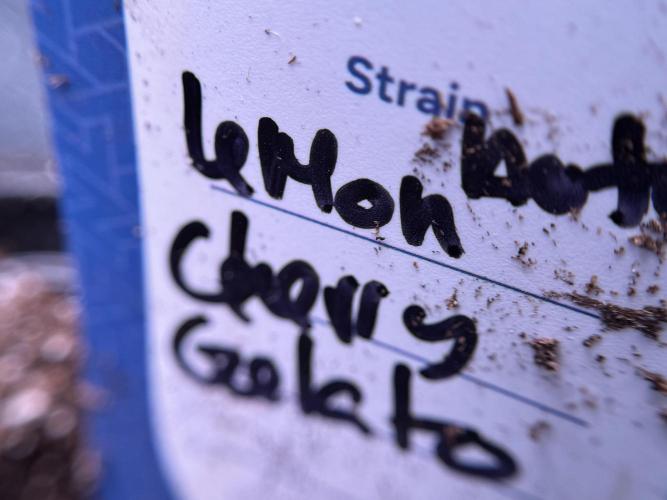 Strain
Lemon
Cherry
Gelato